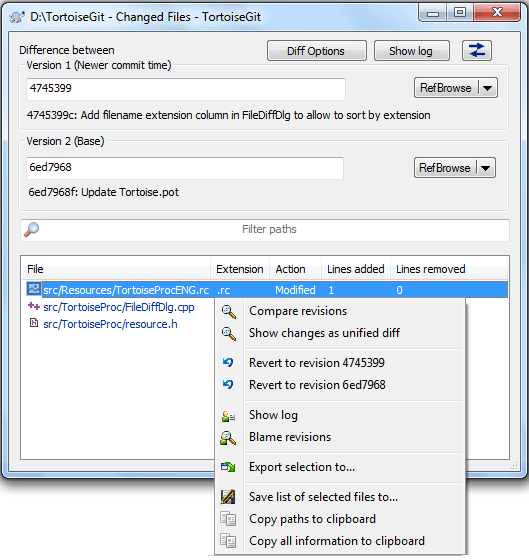 D:\TortoiseGit - Changed Files - TortoiseGit
Difference between
Diff Options
Show log
Version 1 (Newer commit time)
4745399
RefBrowse
4745399c: Add filename extension column in FileDiffDlg to allow to sort by extension
Version 2 (Base)
6ed7968
RefBrowse
6ed7968f: Update Tortoise.pot
Filter paths
File Extension Action Lines added Lines removed
src/Resources/TortoiseProcENG.rc .rc Modified 1 0
src/TortoiseProc/FileDiffDlg.cpp
src/TortoiseProc/resource.h
Compare revisions
Show changes as unified diff
Revert to revision 4745399
Revert to revision 6ed7968
Show log
Blame revisions
Export selection to...
Save list of selected files to...
Copy paths to clipboard
Copy all information to clipboard